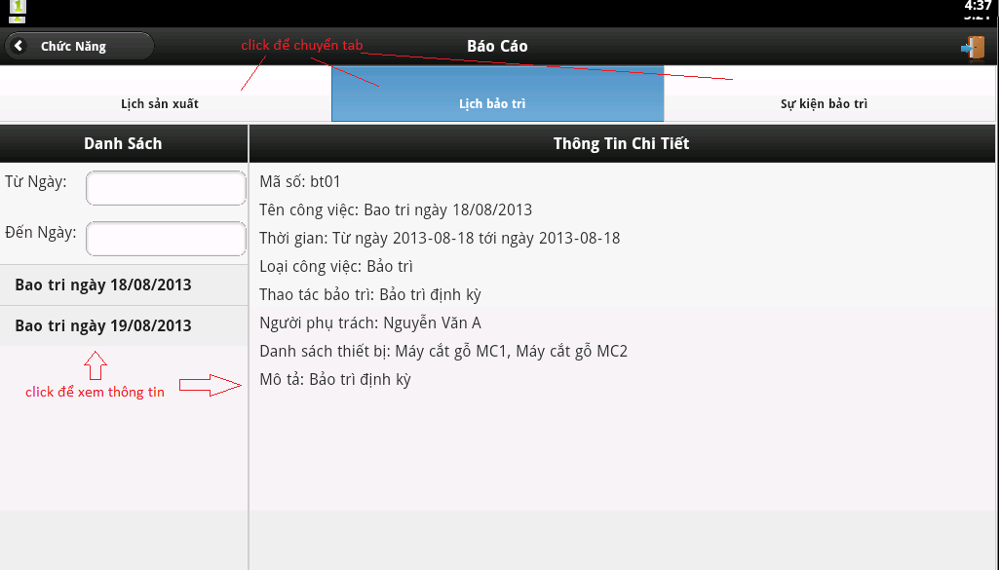 1
4:37
Chức Năng
click để chuyển tab
Báo Cáo
Lịch sản xuất
Lịch bảo trì
Sự kiện bảo trì
Danh Sách
Thông Tin Chi Tiết
Từ Ngày:
Đến Ngày:
Bao tri ngày 18/08/2013
Bao tri ngày 19/08/2013
click để xem thông tin
Mã số: bt01
Tên công việc: Bao tri ngày 18/08/2013
Thời gian: Từ ngày 2013-08-18 tới ngày 2013-08-18
Loại công việc: Bảo trì
Thao tác bảo trì: Bảo trì định kỳ
Người phụ trách: Nguyễn Văn A
Danh sách thiết bị: Máy cắt gỗ MC1, Máy cắt gỗ MC2
Mô tả: Bảo trì định kỳ